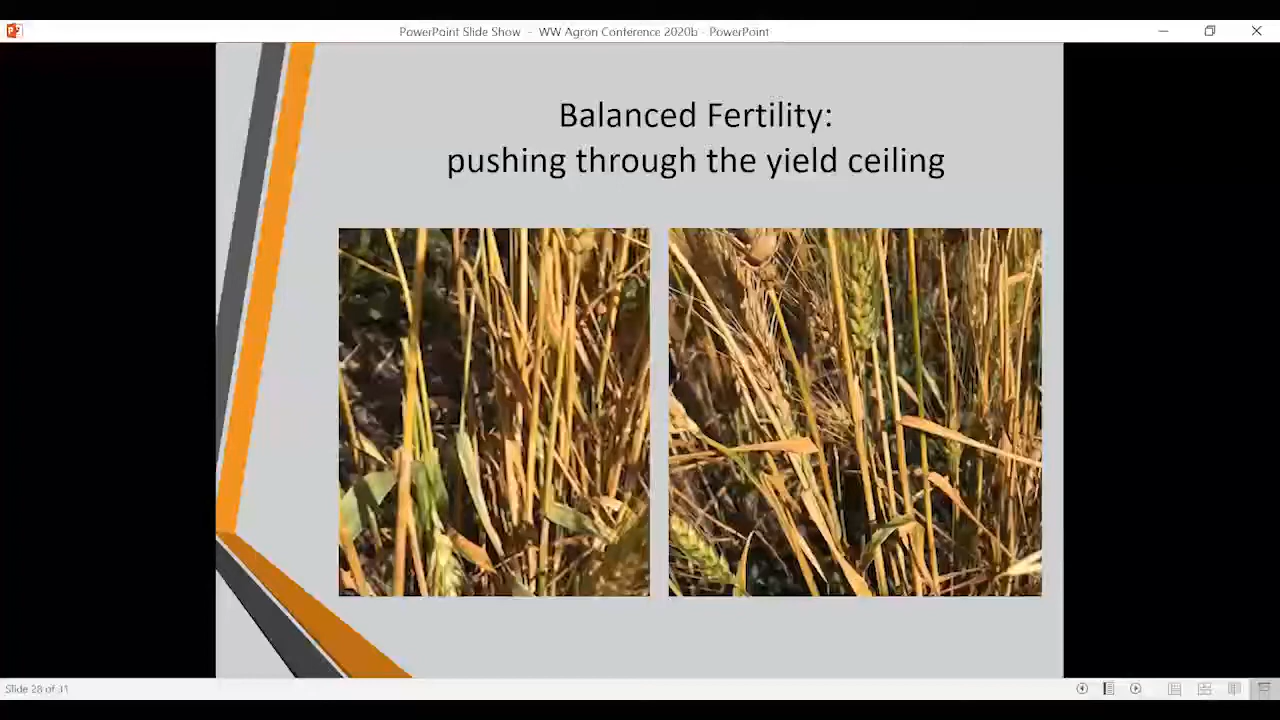 PowerPoint Slide Show - WW Agron Conference 2020b - PowerPoint
Balanced Fertility:
pushing through the yield ceiling
Slide 28 of 31